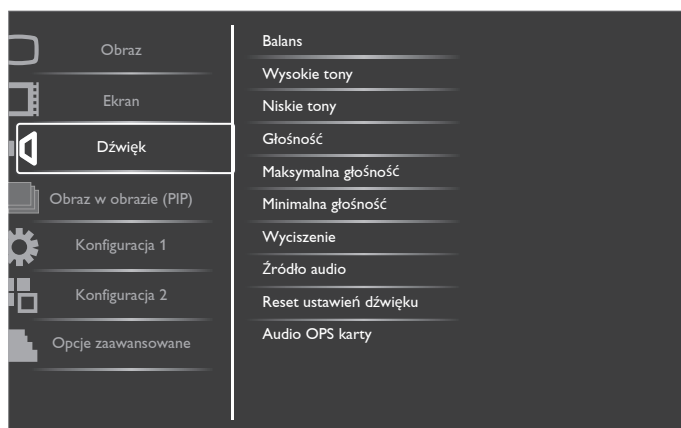 Obraz
Ekran
Dźwięk
Obraz w obrazie (PIP)
Konfiguracja 1
Konfiguracja 2
Opcje zaawansowane
Balans
Wysokie tony
Niskie tony
Głośność
Maksymalna głośność
Minimalna głośność
Wyciszenie
Źródło audio
Reset ustawień dźwięku
Audio OPS karty